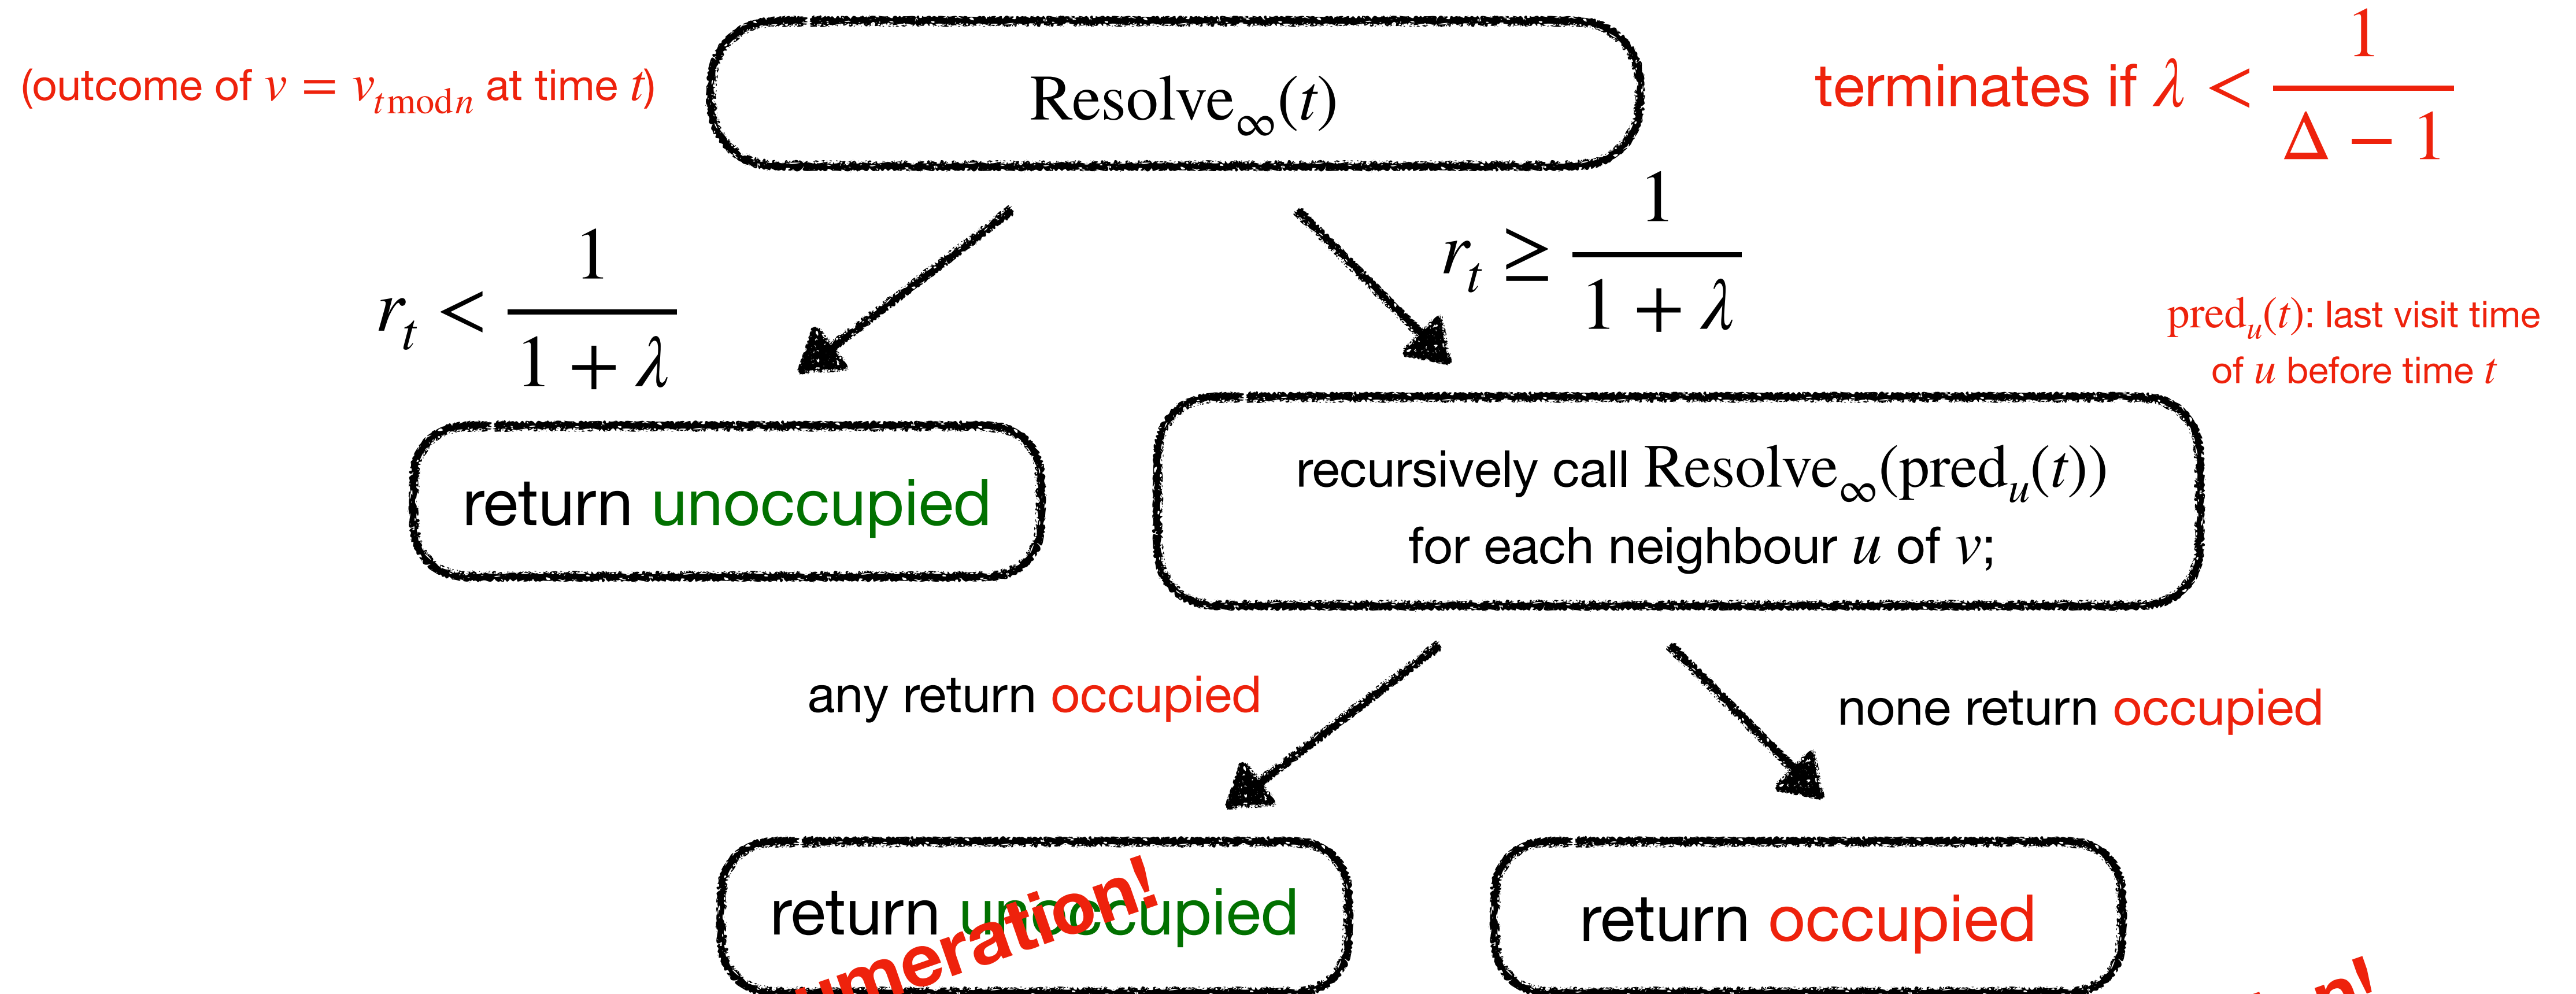 (outcome of v = v_{t mod n} at time t)
Resolve_∞(t)
terminates if λ < 1/(Δ − 1)
r_t < 1/(1 + λ)
r_t ≥ 1/(1 + λ)
pred_u(t): last visit time
of u before time t
return unoccupied
recursively call Resolve_∞(pred_u(t))
for each neighbour u of v;
any return occupied
none return occupied
return unoccupied
return occupied